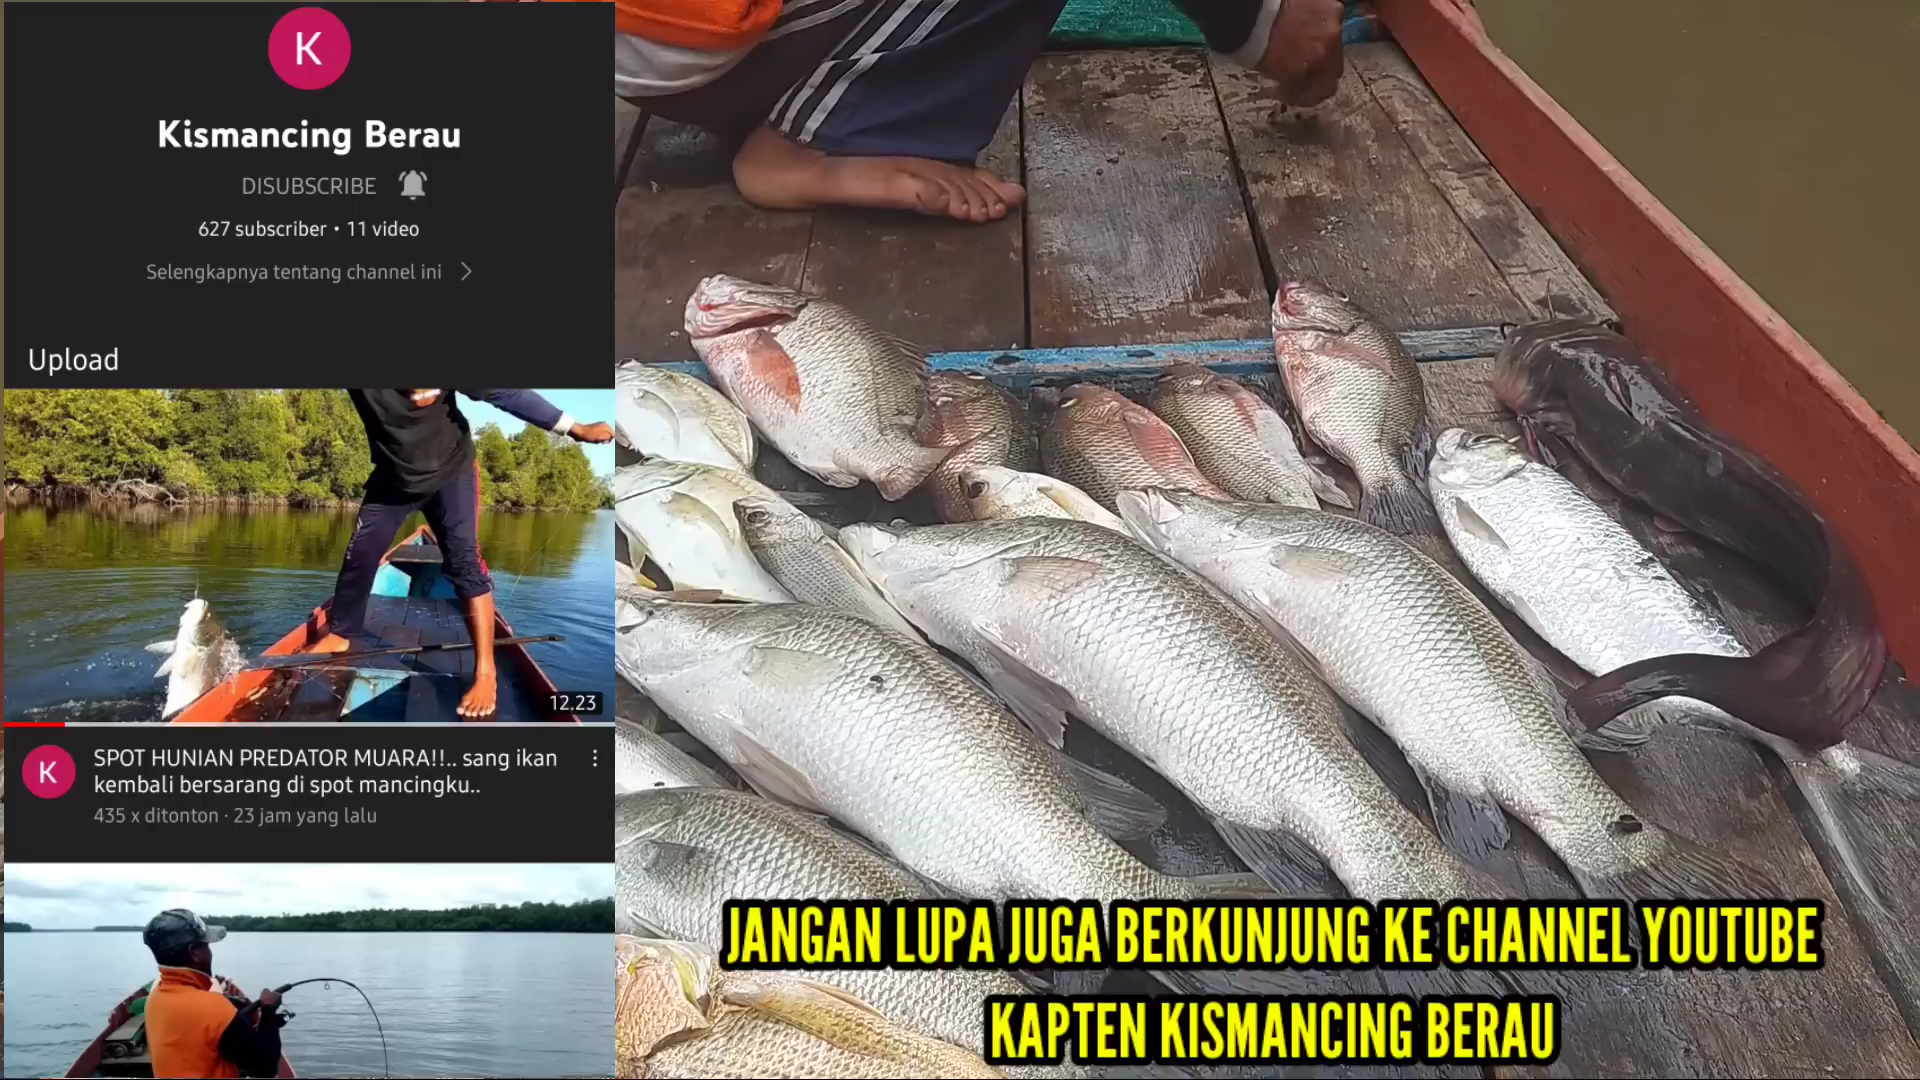 K
Kismancing Berau
DISUBSCRIBE
627 subscriber • 11 video
Selengkapnya tentang channel ini
Upload
12.23
K
SPOT HUNIAN PREDATOR MUARA!!.. sang ikan
kembali bersarang di spot mancingku..
435 x ditonton · 23 jam yang lalu
JANGAN LUPA JUGA BERKUNJUNG KE CHANNEL YOUTUBE
KAPTEN KISMANCING BERAU